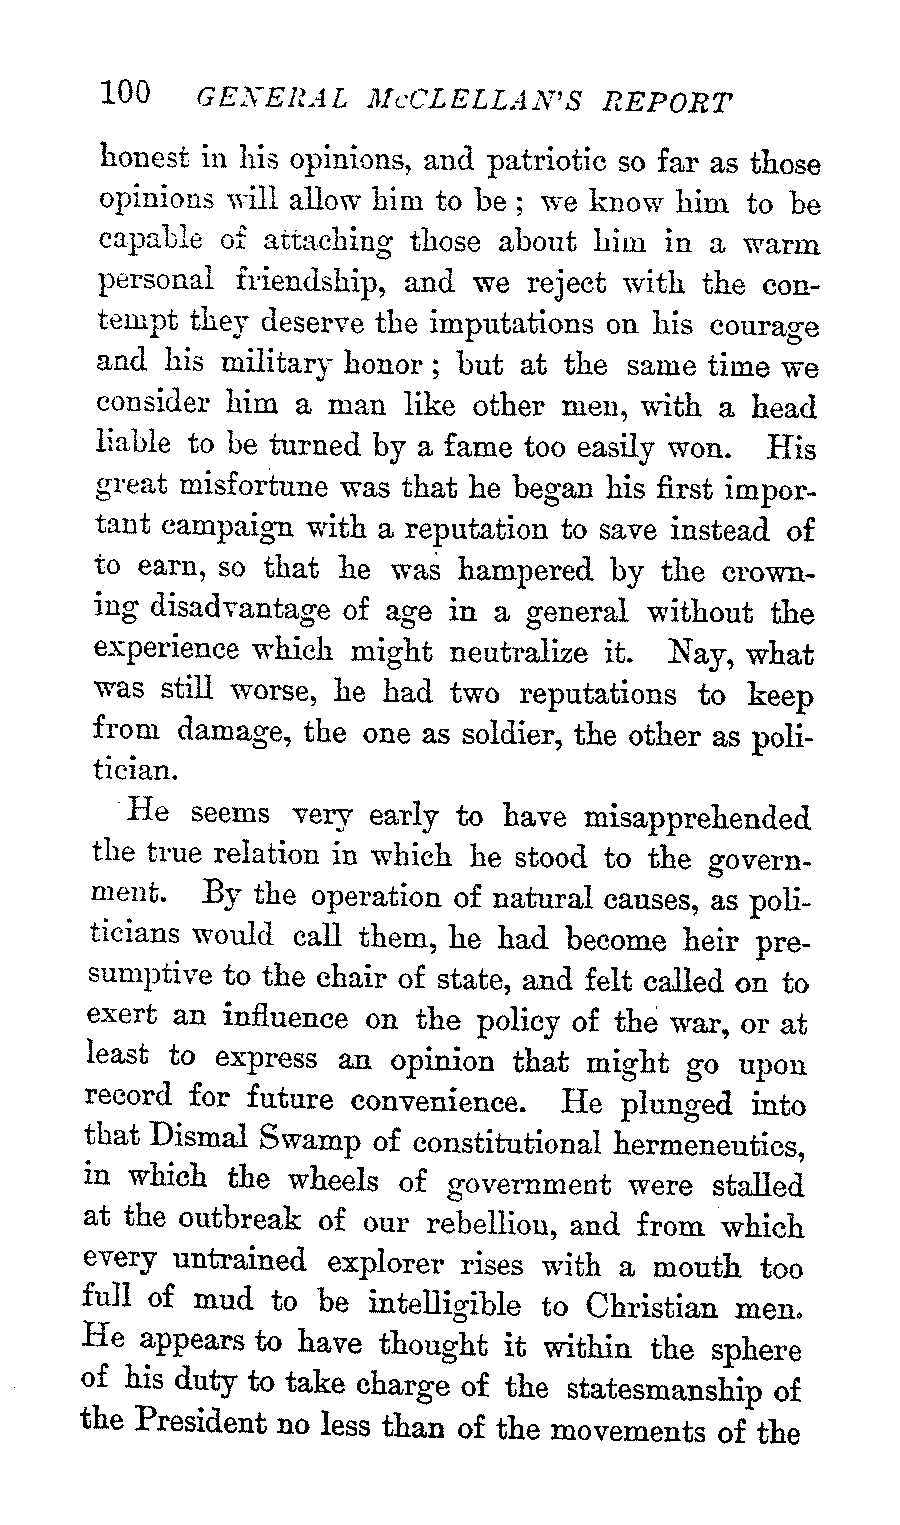 100 GENERAL McCLELLAN'S REPORT
honest in his opinions, and patriotic so far as those
opinions will allow him to be ; we know him to be
capable of attaching those about him in a warm
personal friendship, and we reject with the con-
tempt they deserve the imputations on his courage
and his military honor ; but at the same time we
consider him a man like other men, with a head
liable to be turned by a fame too easily won. His
great misfortune was that he began his first impor-
tant campaign with a reputation to save instead of
to earn, so that he was hampered by the crown-
ing disadvantage of age in a general without the
experience which might neutralize it. Nay, what
was still worse, he had two reputations to keep
from damage, the one as soldier, the other as poli-
tician.
He seems very early to have misapprehended
the true relation in which he stood to the govern-
ment. By the operation of natural causes, as poli-
ticians would call them, he had become heir pre-
sumptive to the chair of state, and felt called on to
exert an influence on the policy of the war, or at
least to express an opinion that might go upon
record for future convenience. He plunged into
that Dismal Swamp of constitutional hermeneutics,
in which the wheels of government were stalled
at the outbreak of our rebellion, and from which
every untrained explorer rises with a mouth too
full of mud to be intelligible to Christian men.
He appears to have thought it within the sphere
of his duty to take charge of the statesmanship of
the President no less than of the movements of the